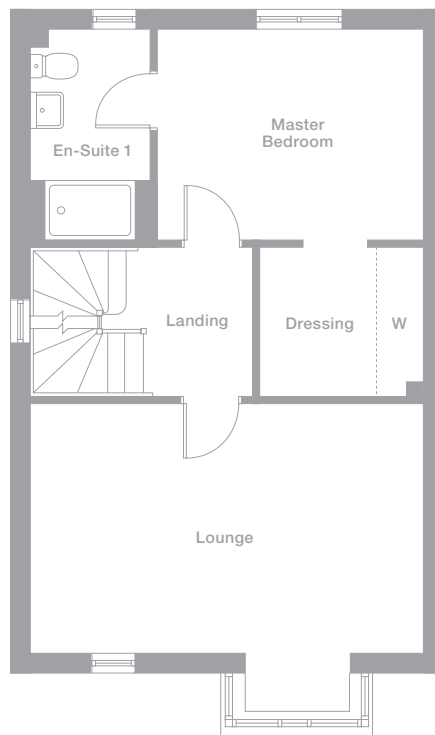 Master
Bedroom
En-Suite 1
Landing
Dressing
W
Lounge